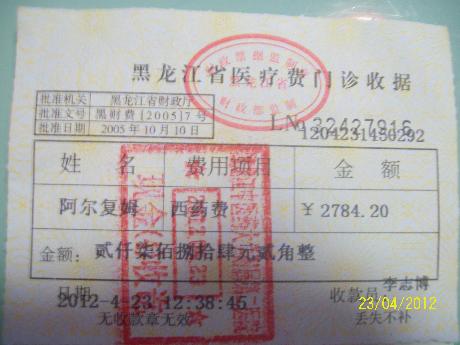 黑龙江省医疗费门诊收据
批准机关 黑龙江省财政厅
批准文号 黑财费[2005]7号
批准日期 2005年10月10日
LN
1204231450292
姓名 费用项目 金额
阿尔复姆 西药费 ￥2784.20
金额: 贰仟柒佰捌拾肆元贰角整
日期 2012-4-23 12:38:45 收款员 李志博
无收款章无效 丢失不补
23/04/2012